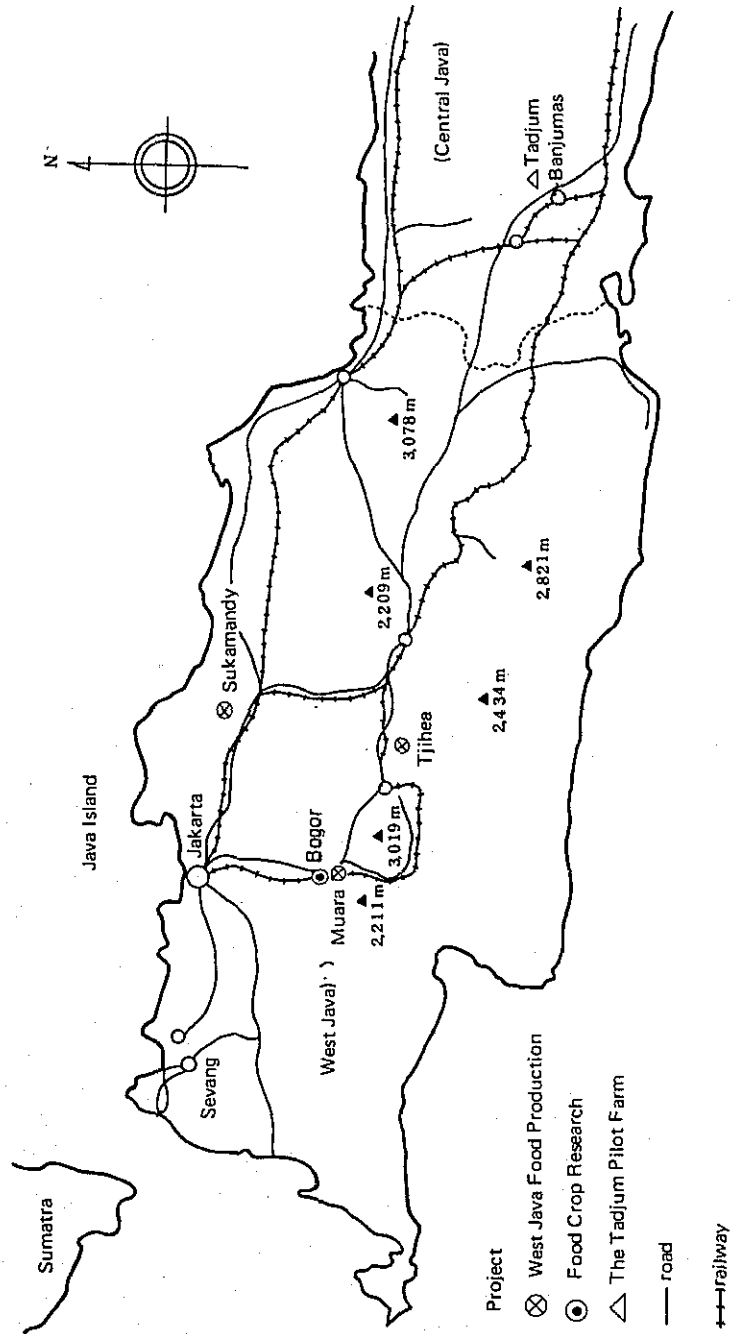 Sumatra
Java Island
N
Jakarta
Sukamandy
Sevang
Bogor
Muara
2,211 m
3,019 m
Tjihea
2,209 m
3,078 m
2,434 m
2,821 m
West Java)
(Central Java)
Tadjum
Banjumas
Project
West Java Food Production
Food Crop Research
The Tadjum Pilot Farm
road
railway